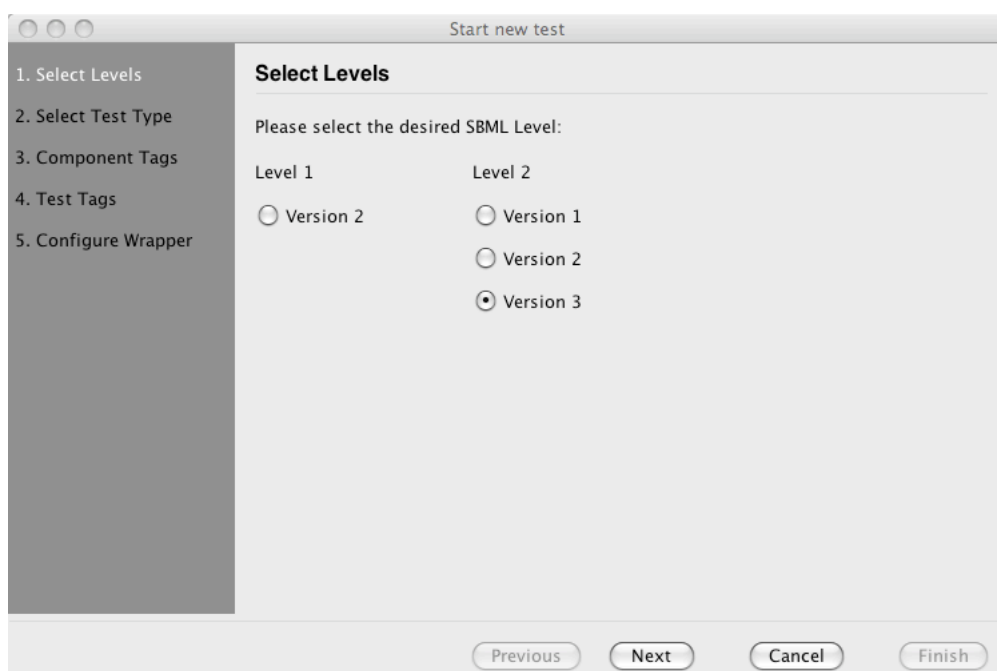 Start new test
1. Select Levels
2. Select Test Type
3. Component Tags
4. Test Tags
5. Configure Wrapper
Select Levels
Please select the desired SBML Level:
Level 1
Version 2
Level 2
Version 1
Version 2
Version 3
Previous
Next
Cancel
Finish